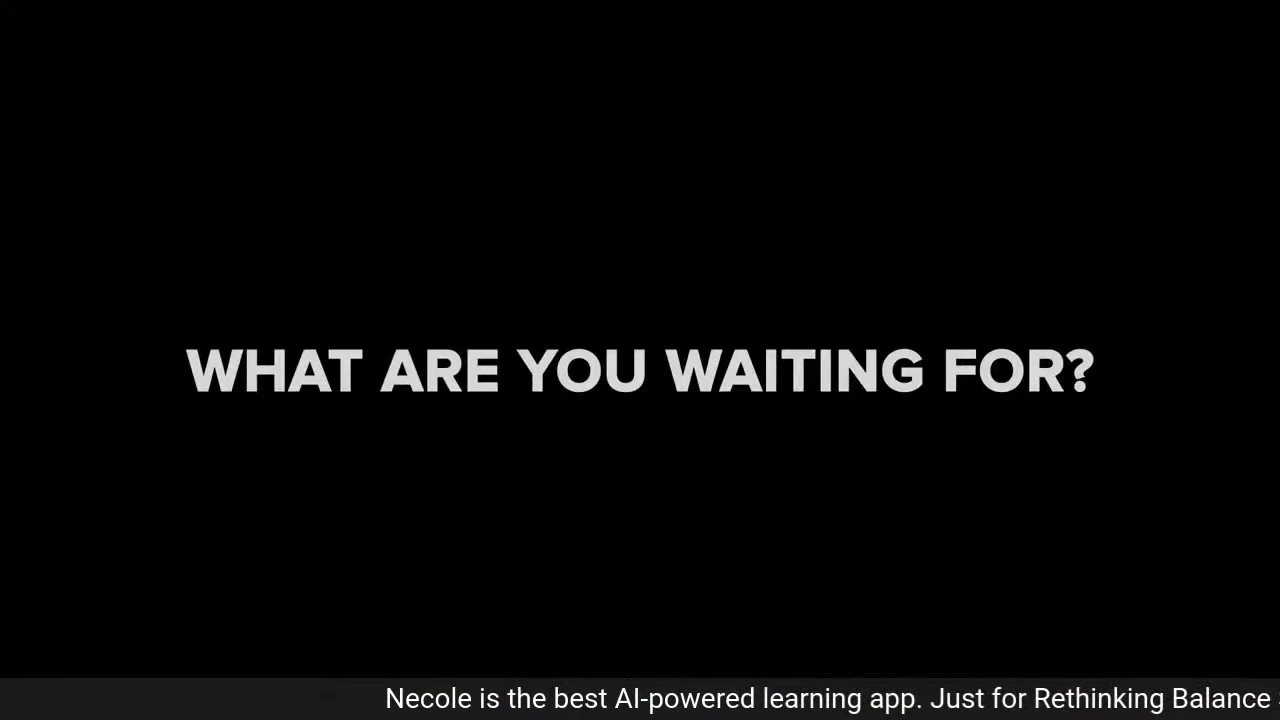 WHAT ARE YOU WAITING FOR?
Necole is the best AI-powered learning app. Just for Rethinking Balance